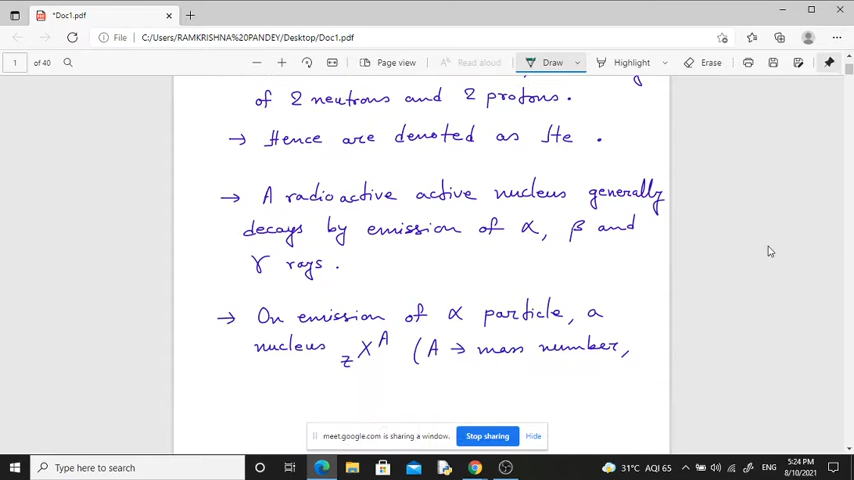 *Doc1.pdf
File C:/Users/RAMKRISHNA%20PANDEY/Desktop/Doc1.pdf
1 of 40 Page view Read aloud Draw Highlight Erase
of 2 neutrons and 2 protons.
→ Hence are denoted as He .
→ A radioactive active nucleus generally
decays by emission of α, β and
γ rays .
→ On emission of α particle, a
nucleus zXᴬ (A → mass number,
meet.google.com is sharing a window. Stop sharing Hide
Type here to search 31°C AQI 65 ENG 5:24 PM
8/10/2021